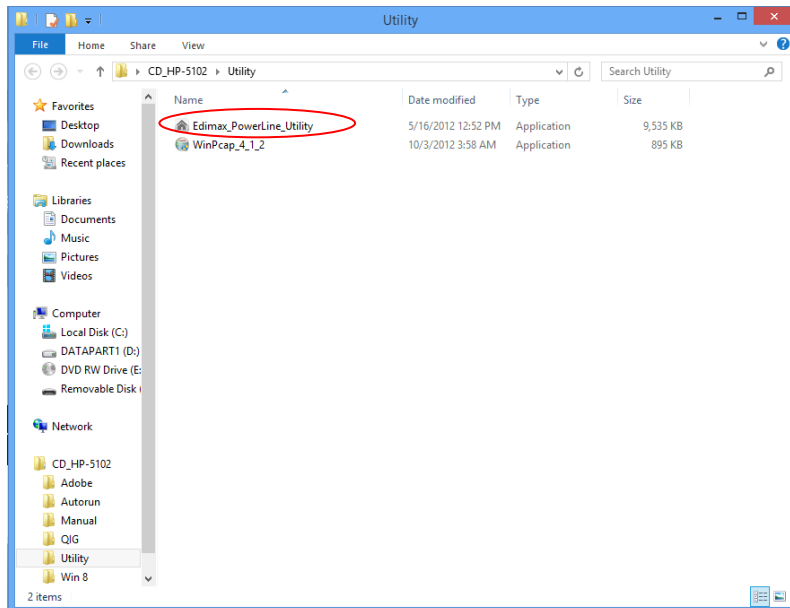 Utility
File Home Share View
CD_HP-5102 Utility Search Utility
Name Date modified Type Size
Edimax_PowerLine_Utility 5/16/2012 12:52 PM Application 9,535 KB
WinPcap_4_1_2 10/3/2012 3:58 AM Application 895 KB
Favorites
Desktop
Downloads
Recent places
Libraries
Documents
Music
Pictures
Videos
Computer
Local Disk (C:)
DATAPART1 (D:)
DVD RW Drive (E:
Removable Disk (
Network
CD_HP-5102
Adobe
Autorun
Manual
QIG
Utility
Win 8
2 items